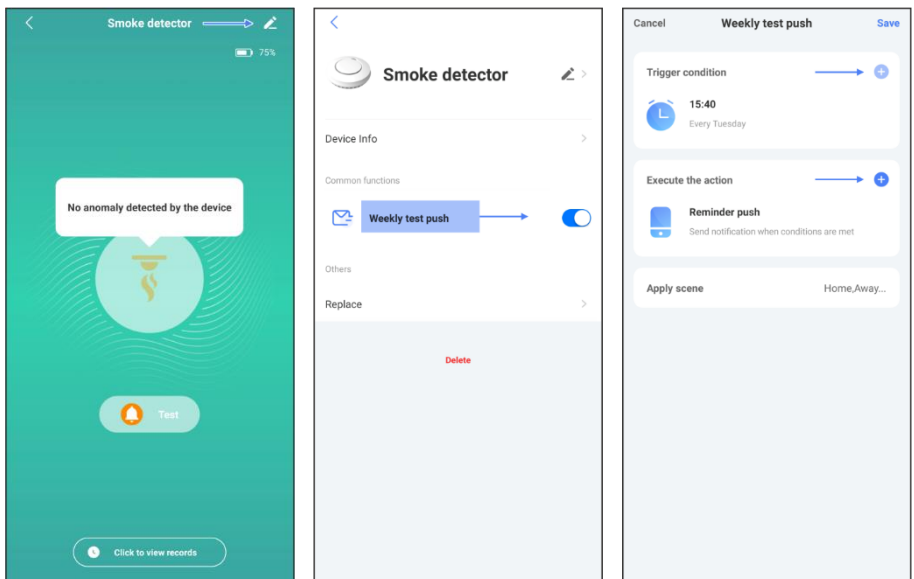 Smoke detector
75%
No anomaly detected by the device
Test
Click to view records
Smoke detector
Device Info
Common functions
Weekly test push
Others
Replace
Delete
Cancel Weekly test push Save
Trigger condition
15:40
Every Tuesday
Execute the action
Reminder push
Send notification when conditions are met
Apply scene Home,Away...